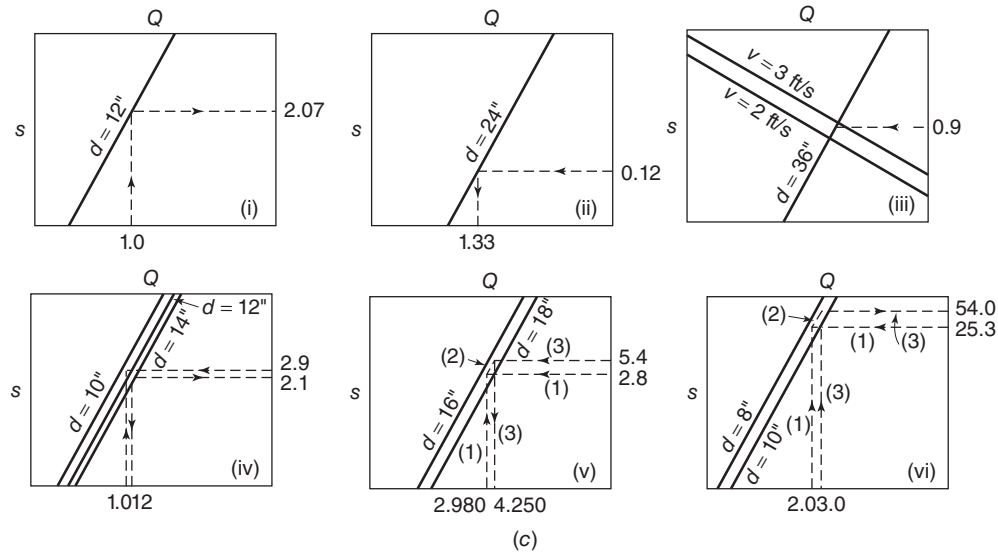 Q
s
d = 12"
2.07
(i)
1.0
Q
s
d = 24"
0.12
(ii)
1.33
Q
s
v = 3 ft/s
v = 2 ft/s
d = 36"
0.9
(iii)
Q
s
d = 10"
d = 12"
d = 14"
2.9
2.1
(iv)
1.012
Q
s
d = 16"
d = 18"
(2)
(3)
(1)
5.4
2.8
(1)
(3)
(v)
2.980 4.250
Q
s
d = 8"
d = 10"
(2)
(1)
(3)
54.0
25.3
(1)
(3)
(vi)
2.03.0
(c)